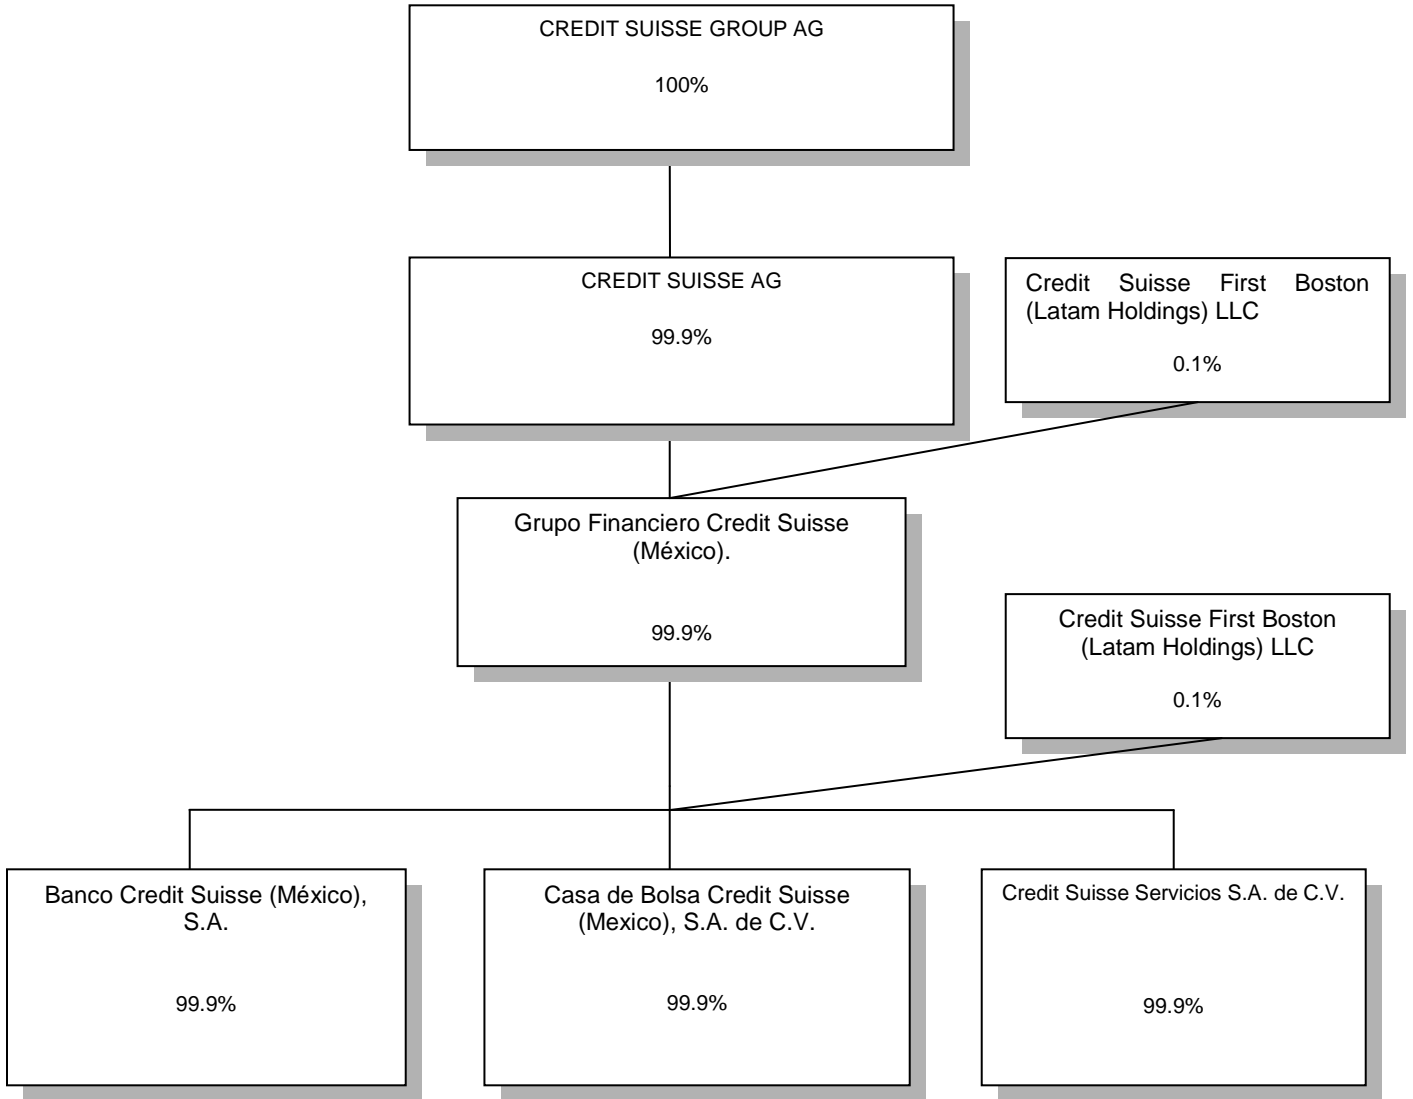 CREDIT SUISSE GROUP AG
100%
CREDIT SUISSE AG
99.9%
Credit Suisse First Boston
(Latam Holdings) LLC
0.1%
Grupo Financiero Credit Suisse
(México).
99.9%
Credit Suisse First Boston
(Latam Holdings) LLC
0.1%
Banco Credit Suisse (México),
S.A.
99.9%
Casa de Bolsa Credit Suisse
(Mexico), S.A. de C.V.
99.9%
Credit Suisse Servicios S.A. de C.V.
99.9%